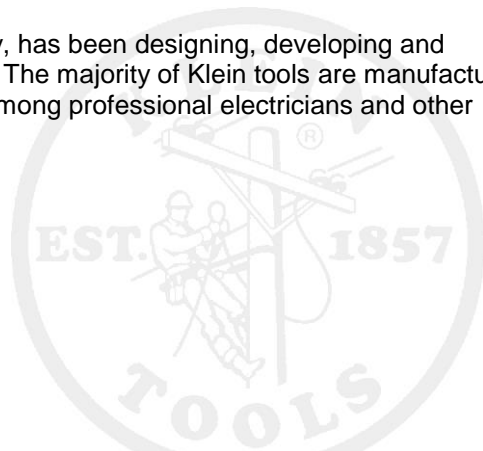 , has been designing, developing and
The majority of Klein tools are manufactu
mong professional electricians and other
KLEIN
®
EST. 1857
TOOLS